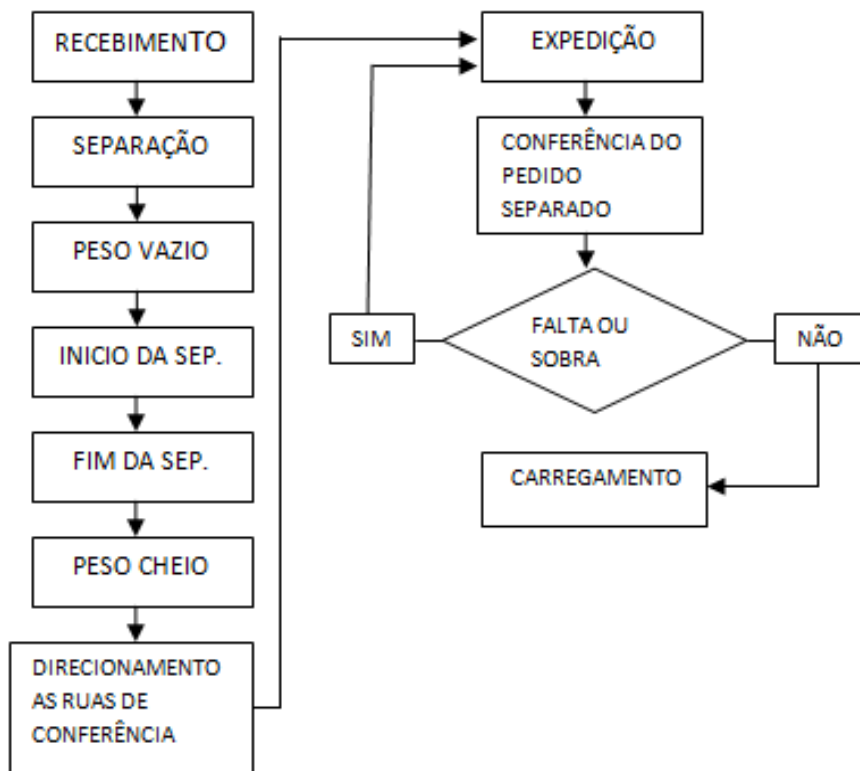 RECEBIMENTO
SEPARAÇÃO
PESO VAZIO
INICIO DA SEP.
FIM DA SEP.
PESO CHEIO
DIRECIONAMENTO
AS RUAS DE
CONFERÊNCIA
EXPEDIÇÃO
CONFERÊNCIA DO
PEDIDO
SEPARADO
FALTA OU
SOBRA
SIM
NÃO
CARREGAMENTO